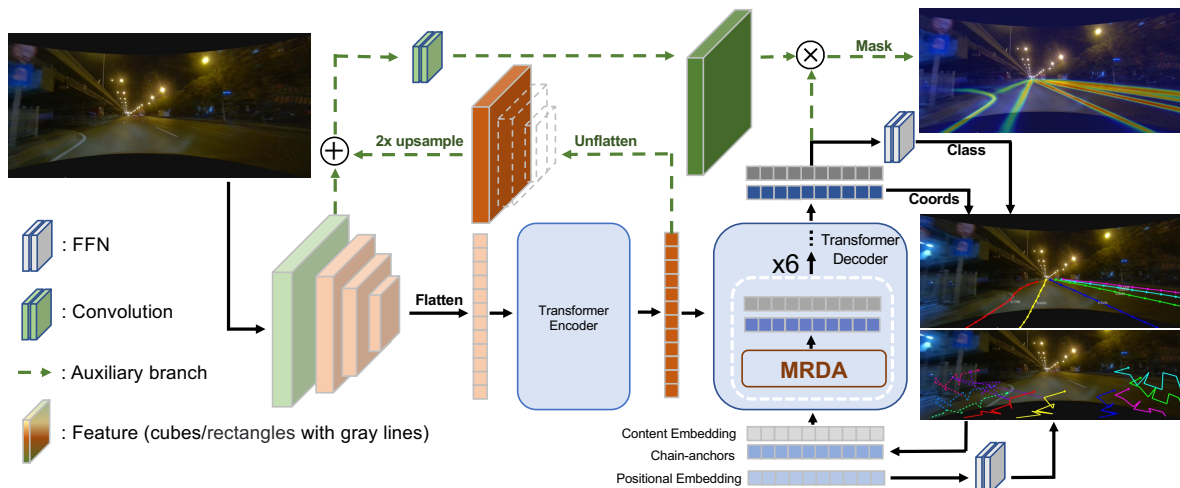 Mask
2x upsample
Unflatten
Class
Coords
: FFN
Transformer
Decoder
x6
Flatten
Transformer
Encoder
: Convolution
MRDA
: Auxiliary branch
: Feature (cubes/rectangles with gray lines)
Content Embedding
Chain-anchors
Positional Embedding